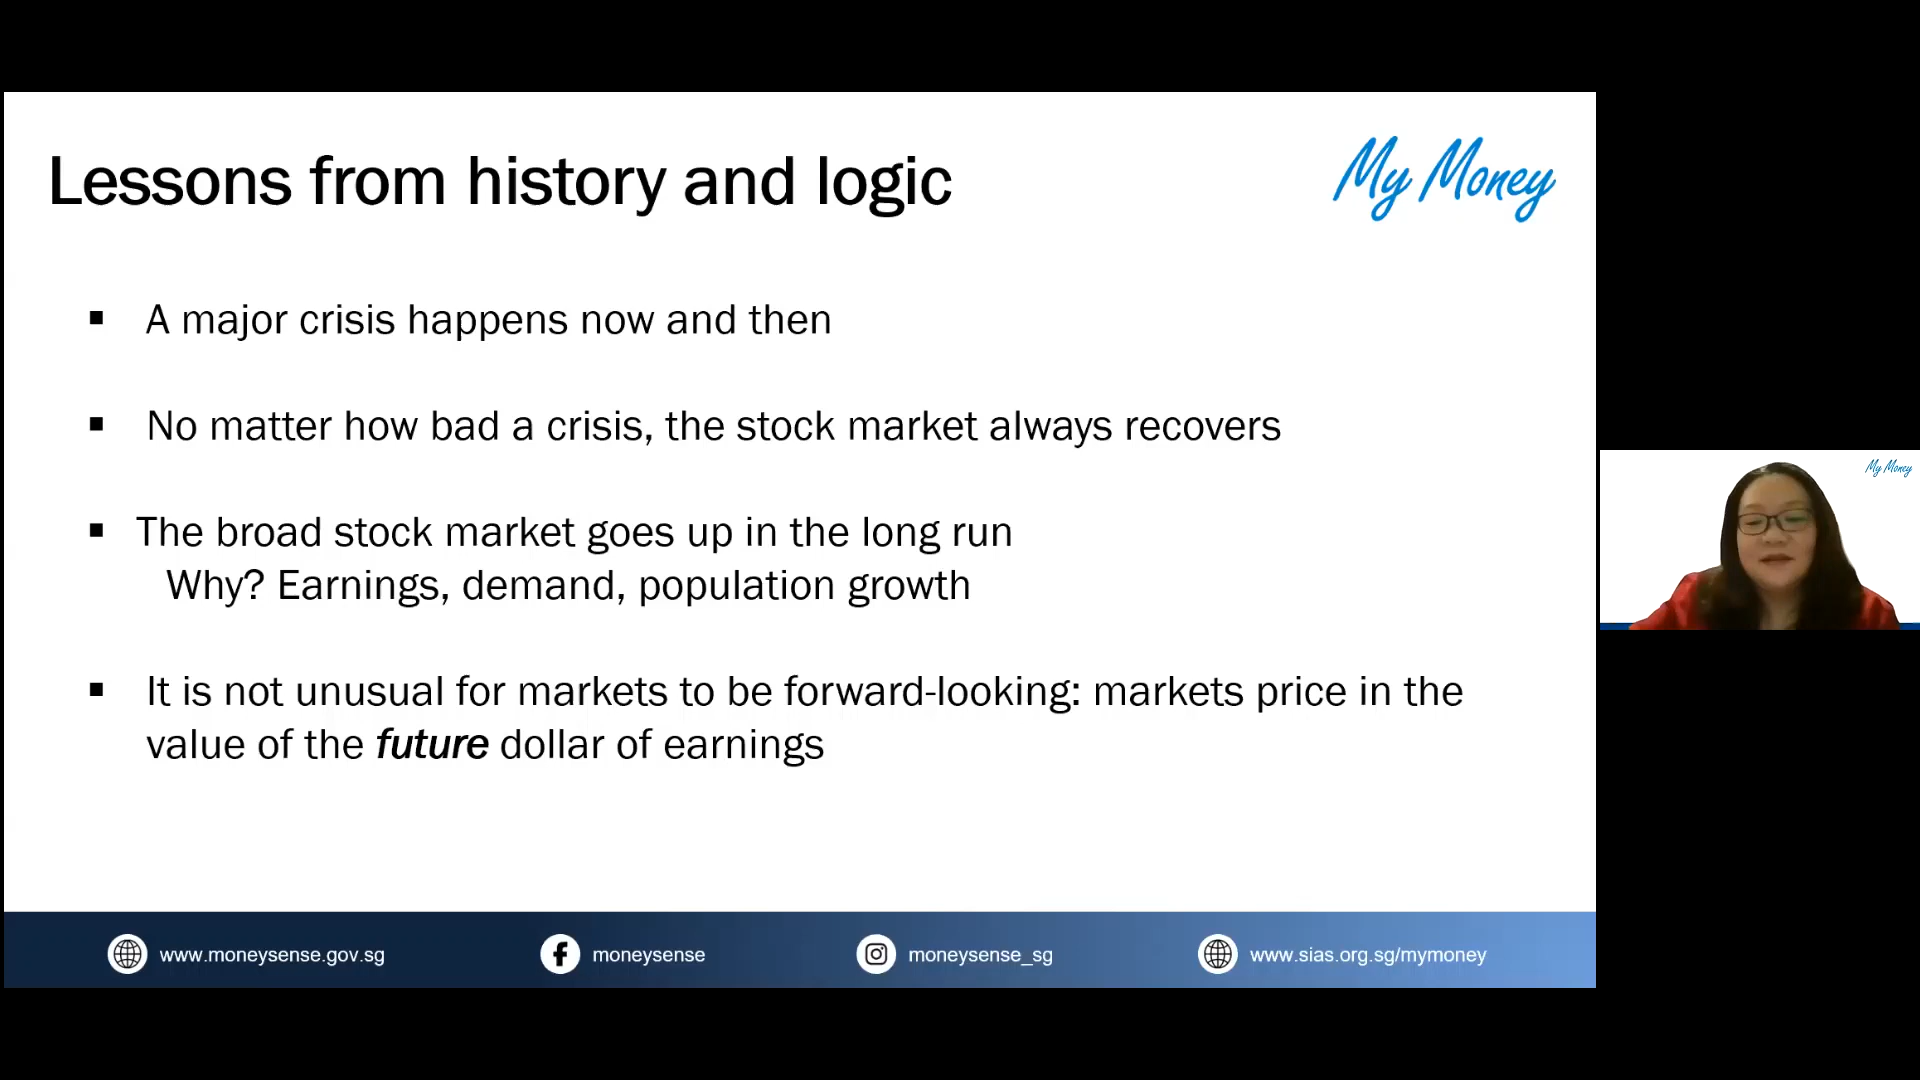 Lessons from history and logic
My Money
▪ A major crisis happens now and then
▪ No matter how bad a crisis, the stock market always recovers
▪ The broad stock market goes up in the long run
Why? Earnings, demand, population growth
▪ It is not unusual for markets to be forward-looking: markets price in the
value of the future dollar of earnings
My Money
www.moneysense.gov.sg
moneysense
moneysense_sg
www.sias.org.sg/mymoney